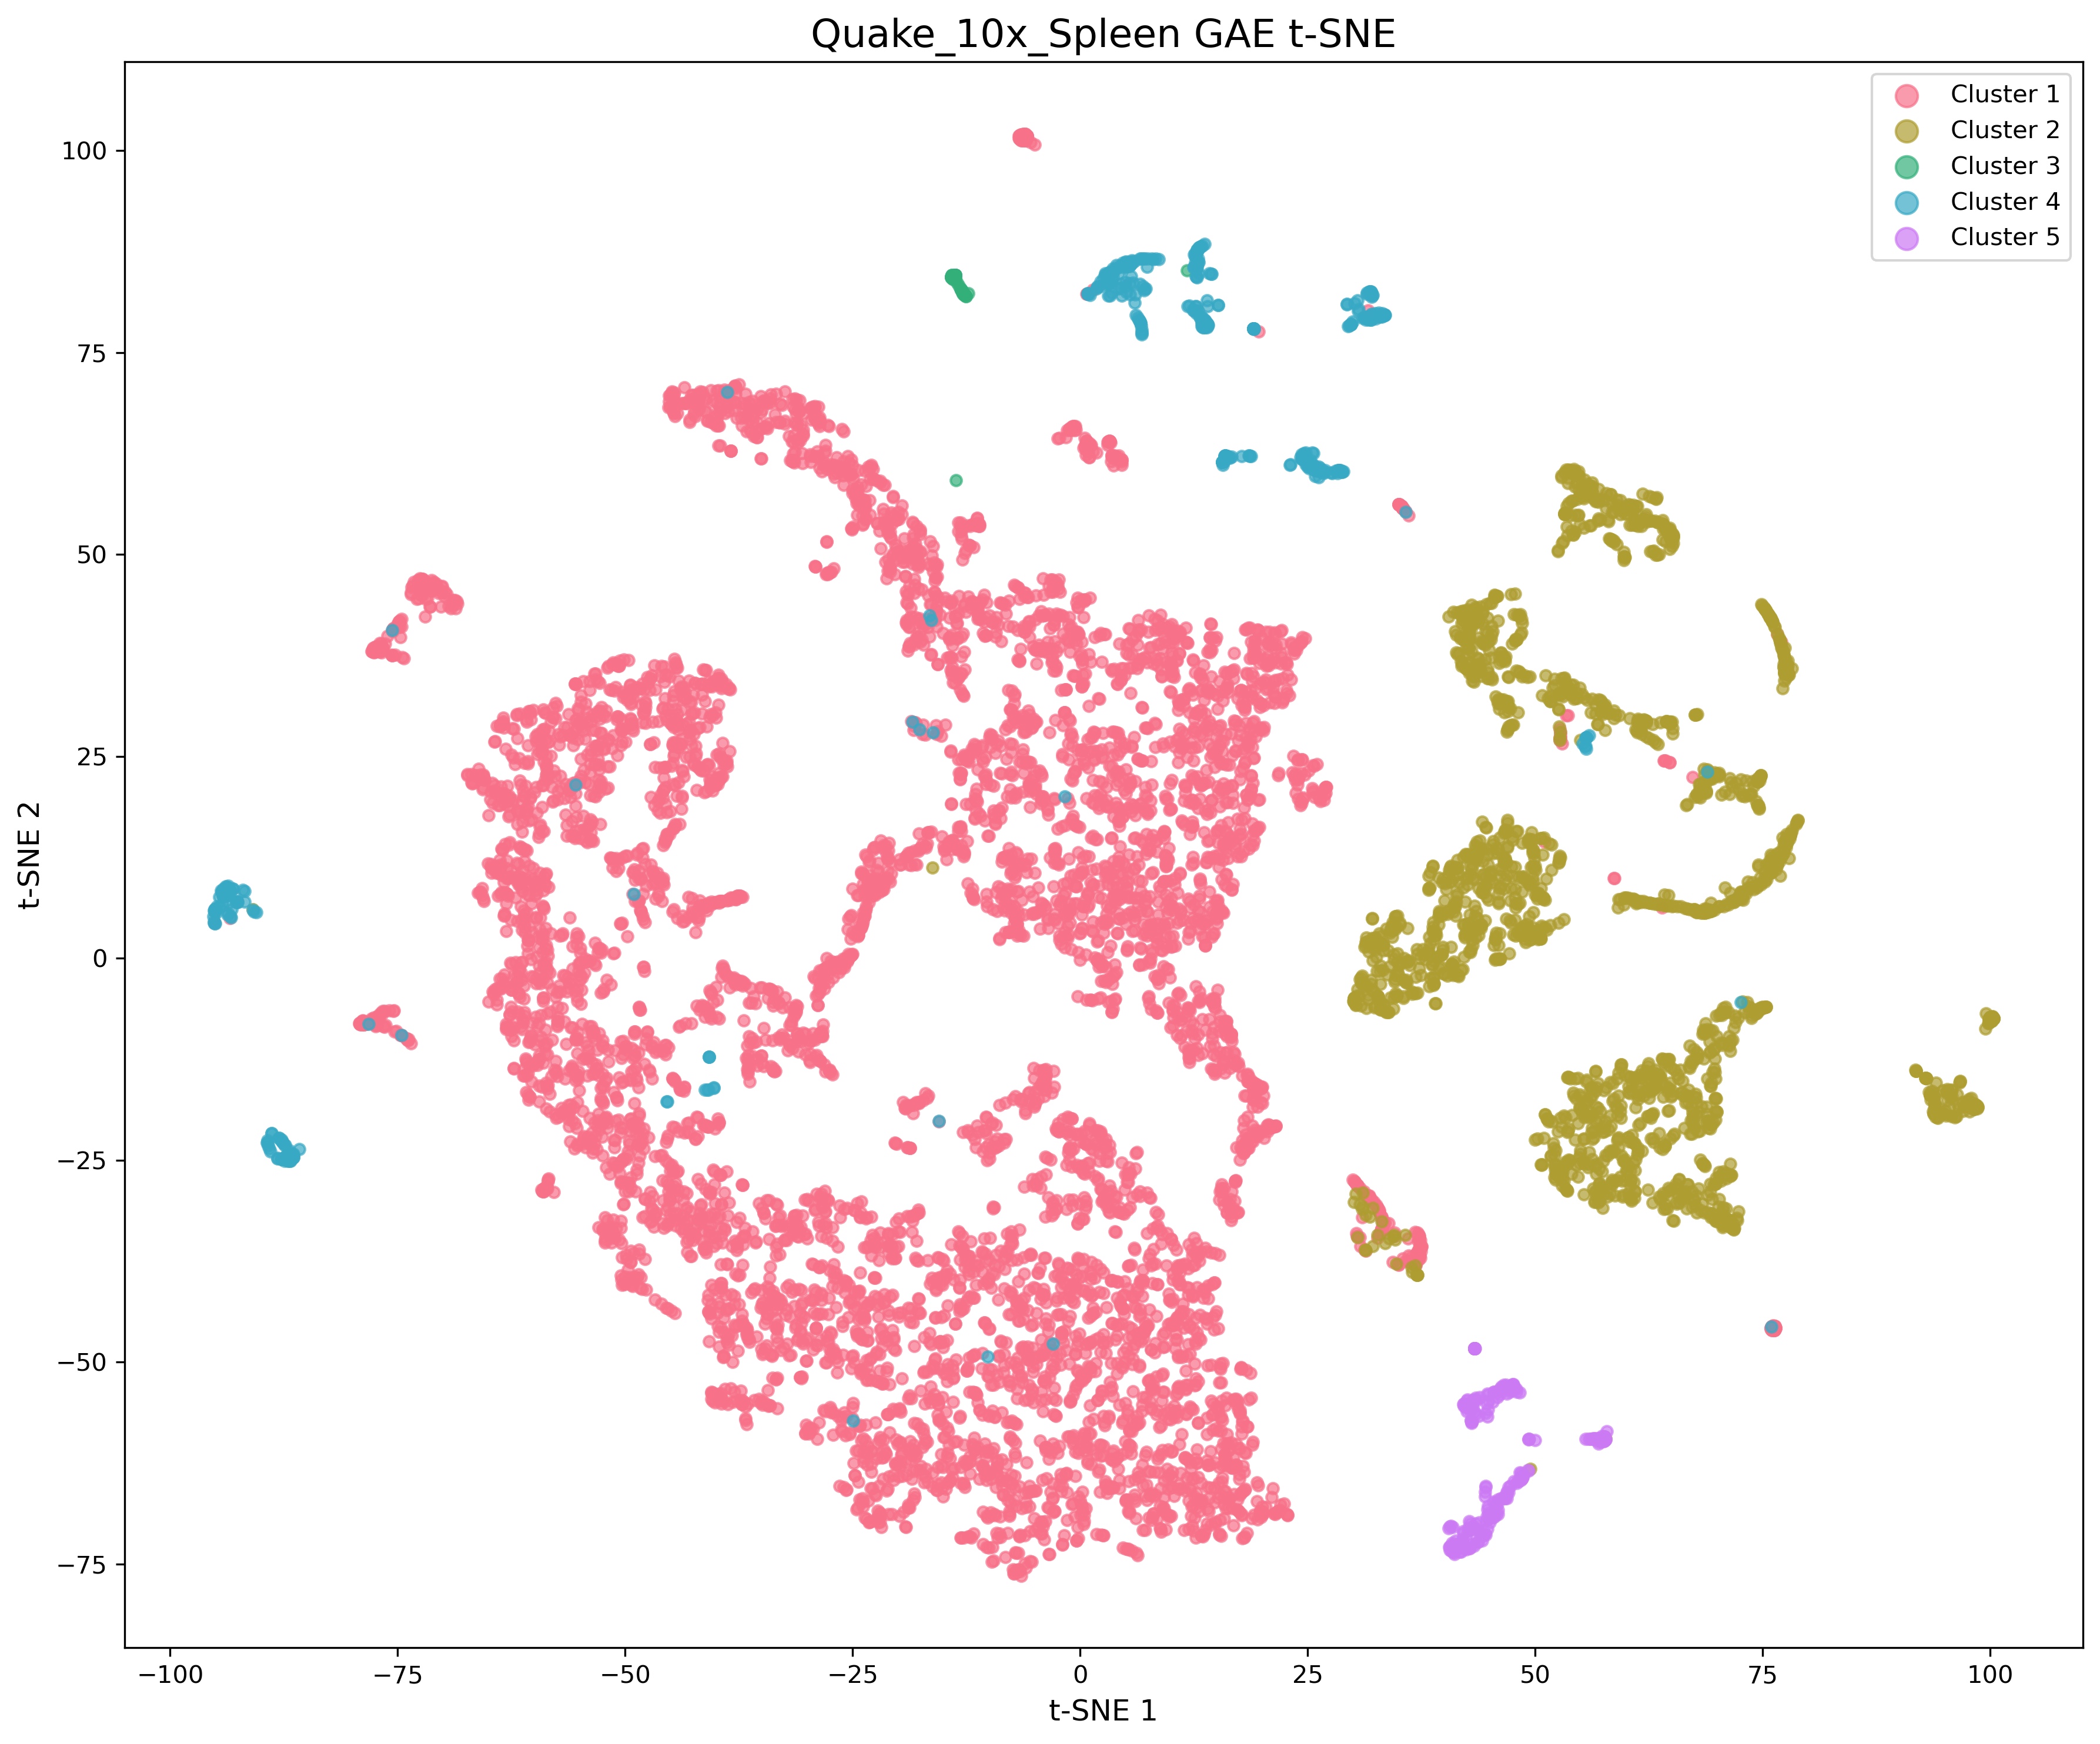 Quake_10x_Spleen GAE t-SNE
Cluster 1
Cluster 2
Cluster 3
Cluster 4
Cluster 5
100
75
50
25
0
−25
−50
−75
t-SNE 2
−100 −75 −50 −25 0 25 50 75 100
t-SNE 1